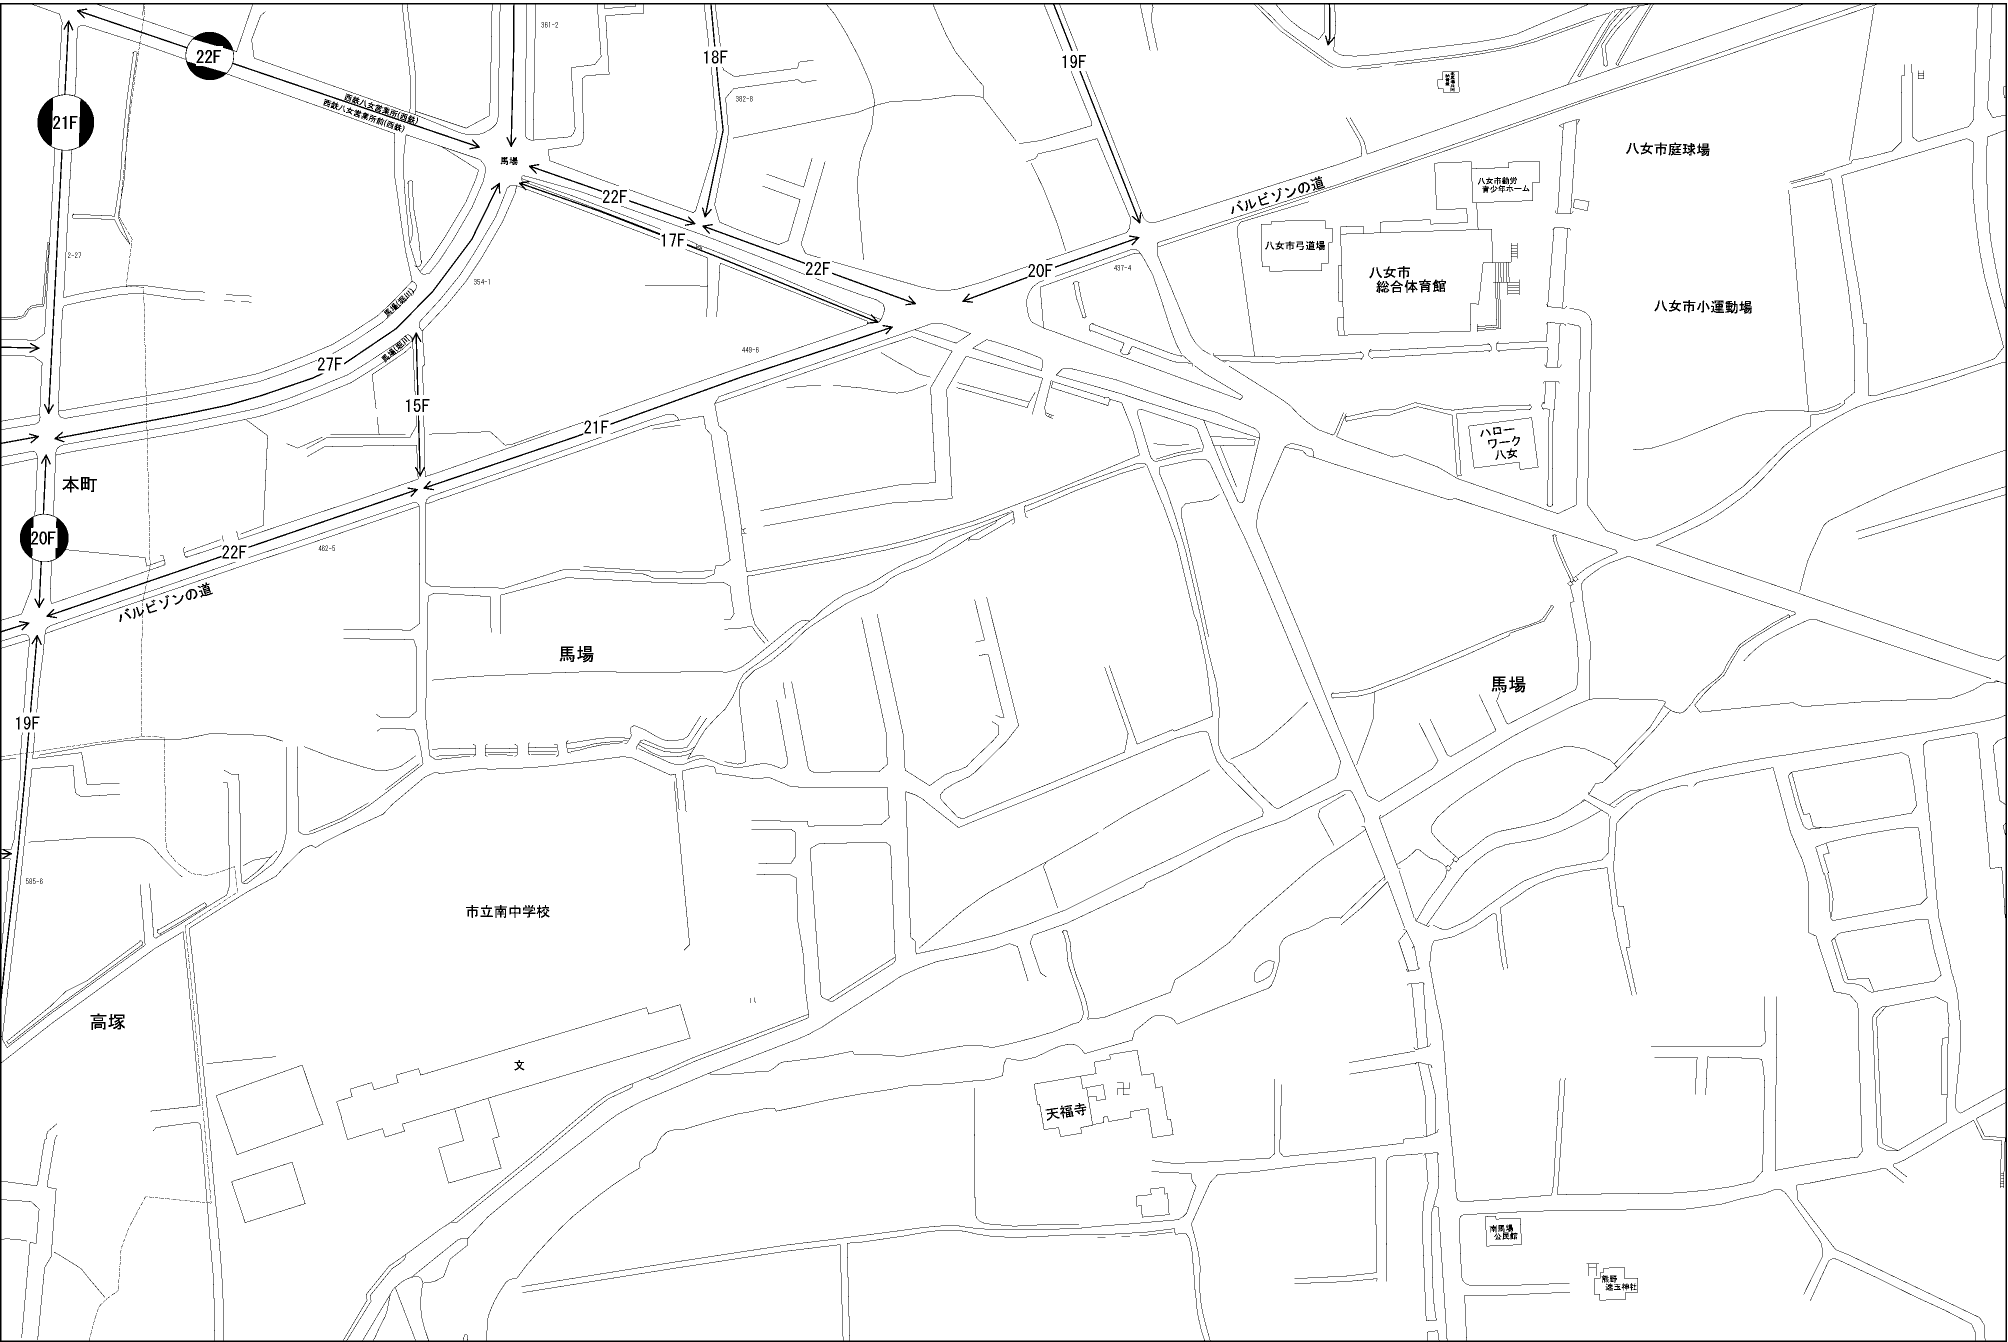 361-2
22F
18F
19F
21F
382-8
西鉄八女営業所(西鉄)
西鉄八女営業所前(西鉄)
馬場
八女市庭球場
八女市勤労
青少年ホーム
バルビゾンの道
22F
17F
22F
20F
437-4
八女市弓道場
八女市
総合体育館
八女市小運動場
2-27
354-1
馬場(堀川)
馬場(堀川)
27F
449-6
15F
21F
ハロー
ワーク
八女
本町
20F
22F
462-5
バルビゾンの道
馬場
馬場
19F
595-6
市立南中学校
高塚
文
天福寺
南馬場
公民館
熊野
速玉神社